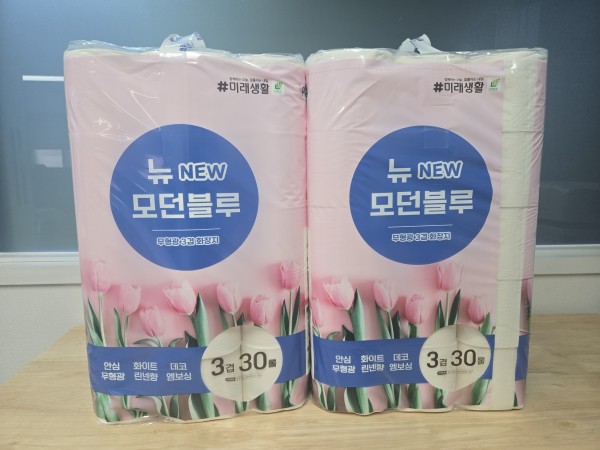 #미래생활
뉴 NEW
모던블루
무형광 3겹 화장지
안심
무형광
화이트
린넨향
데코
엠보싱
3겹 30롤
#미래생활
뉴 NEW
모던블루
무형광 3겹 화장지
안심
무형광
화이트
린넨향
데코
엠보싱
3겹 30롤